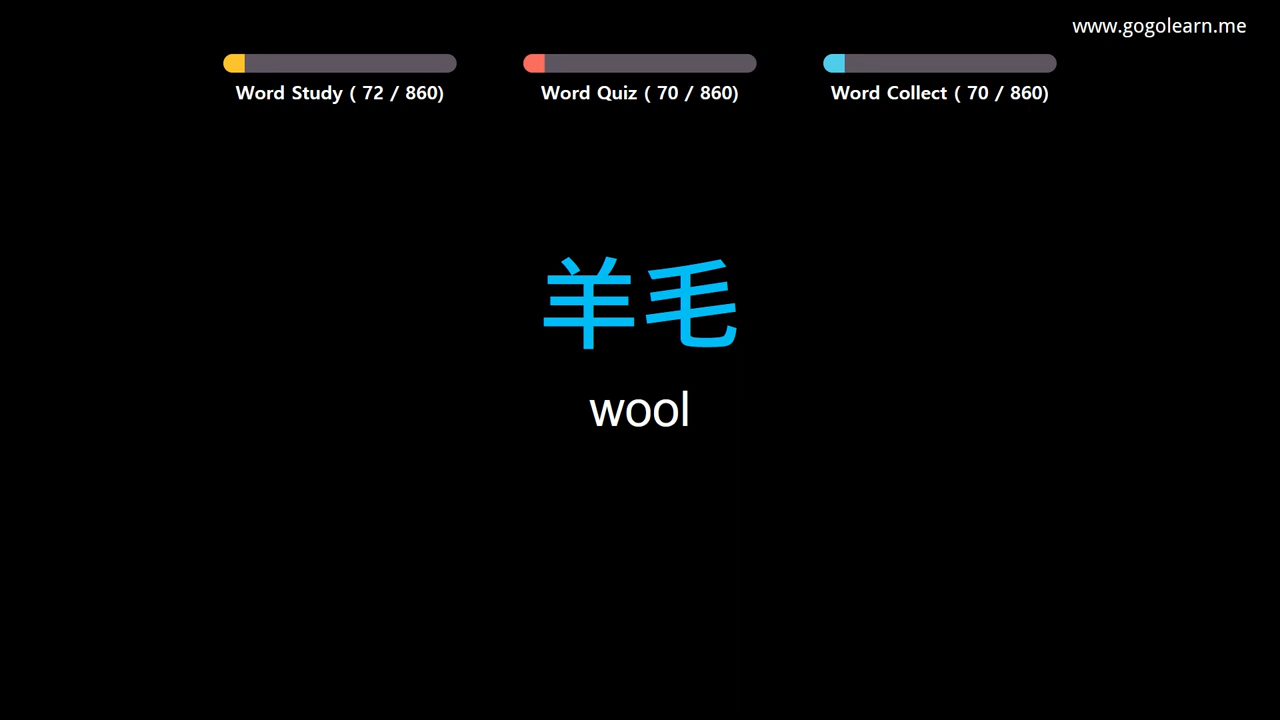 www.gogolearn.me
Word Study ( 72 / 860)
Word Quiz ( 70 / 860)
Word Collect ( 70 / 860)
羊毛
wool